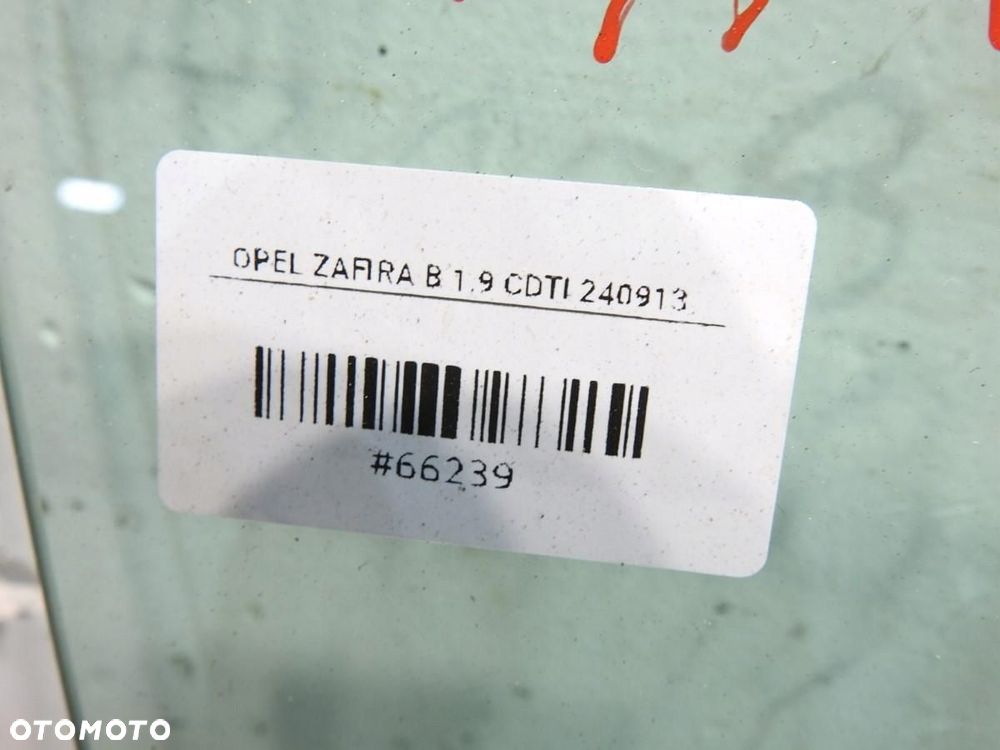 OPEL ZAFIRA B 1.9 CDTI 240913
#66239
OTOMOTO